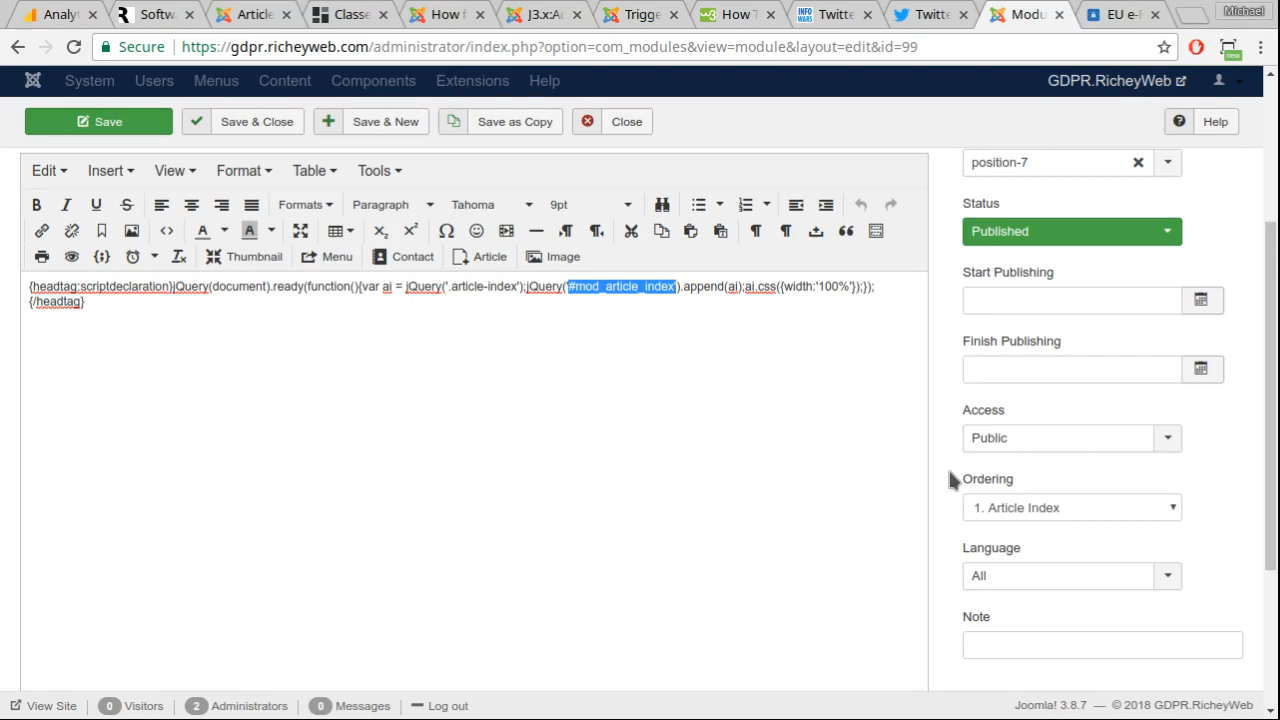 Analyt Softw Article Classe How f J3.x:Ac Trigge How T Twitte Twitte Modu EU e- Michael
Secure https://gdpr.richeyweb.com/administrator/index.php?option=com_modules&view=module&layout=edit&id=99
new
System Users Menus Content Components Extensions Help GDPR.RicheyWeb
Save Save & Close Save & New Save as Copy Close Help
Edit Insert View Format Table Tools
Formats Paragraph Tahoma 9pt
Thumbnail Menu Contact Article Image
{headtag:scriptdeclaration}jQuery(document).ready(function(){var ai = jQuery('.article-index');jQuery('#mod_article_index').append(ai);ai.css({width:'100%'});});
{/headtag}
position-7
Status
Published
Start Publishing
Finish Publishing
Access
Public
Ordering
1. Article Index
Language
All
Note
View Site 0 Visitors 2 Administrators 0 Messages Log out Joomla! 3.8.7 — © 2018 GDPR.RicheyWeb